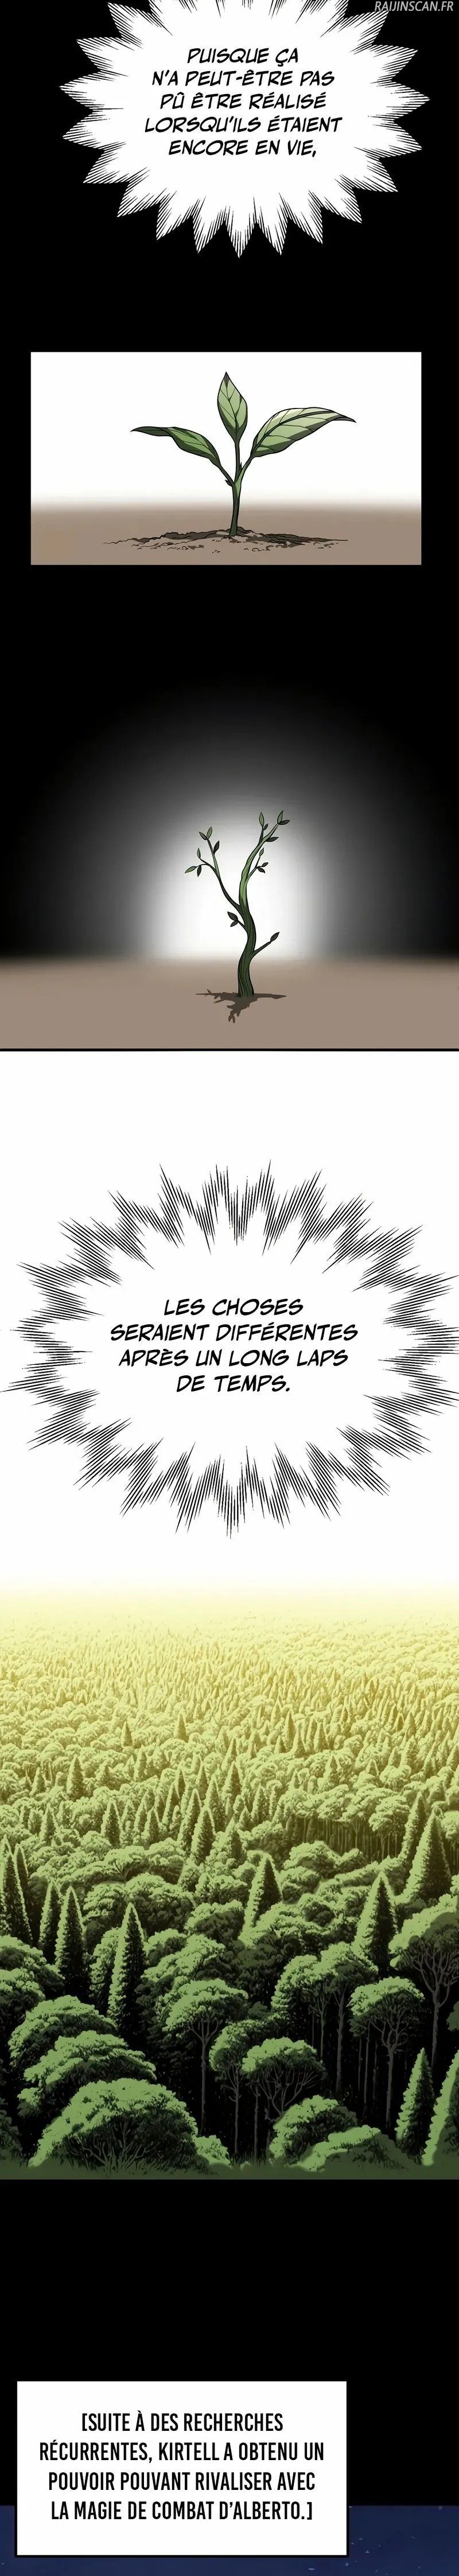 RAIJINSCAN.FR
PUISQUE ÇA
N'A PEUT-ÊTRE PAS
PÛ ÊTRE RÉALISÉ
LORSQU'ILS ÉTAIENT
ENCORE EN VIE,
LES CHOSES
SERAIENT DIFFÉRENTES
APRÈS UN LONG LAPS
DE TEMPS.
[SUITE À DES RECHERCHES
RÉCURRENTES, KIRTELL A OBTENU UN
POUVOIR POUVANT RIVALISER AVEC
LA MAGIE DE COMBAT D'ALBERTO.]